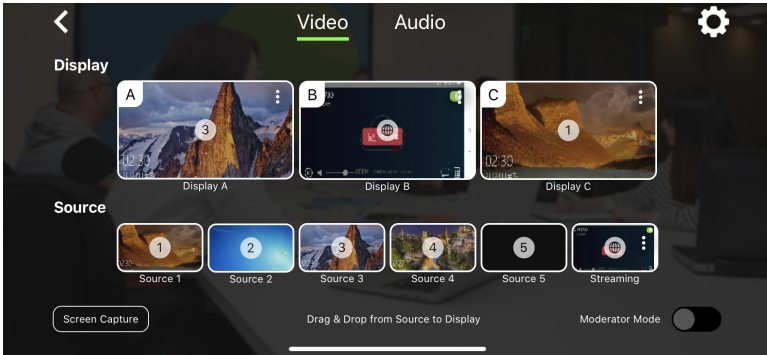 Video Audio
Display
A B C
3 1
02:30 02:30
Display A Display B Display C
Source
1 2 3 4 5
Source 1 Source 2 Source 3 Source 4 Source 5 Streaming
Screen Capture Drag & Drop from Source to Display Moderator Mode